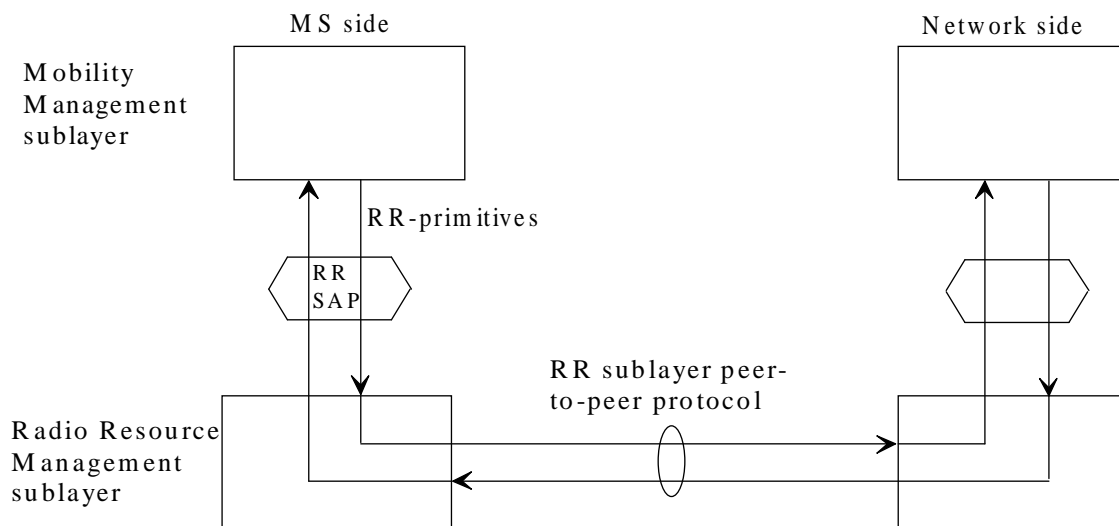 MS side
Network side
Mobility
Management
sublayer
RR-primitives
RR
SAP
RR sublayer peer-
to-peer protocol
Radio Resource
Management
sublayer